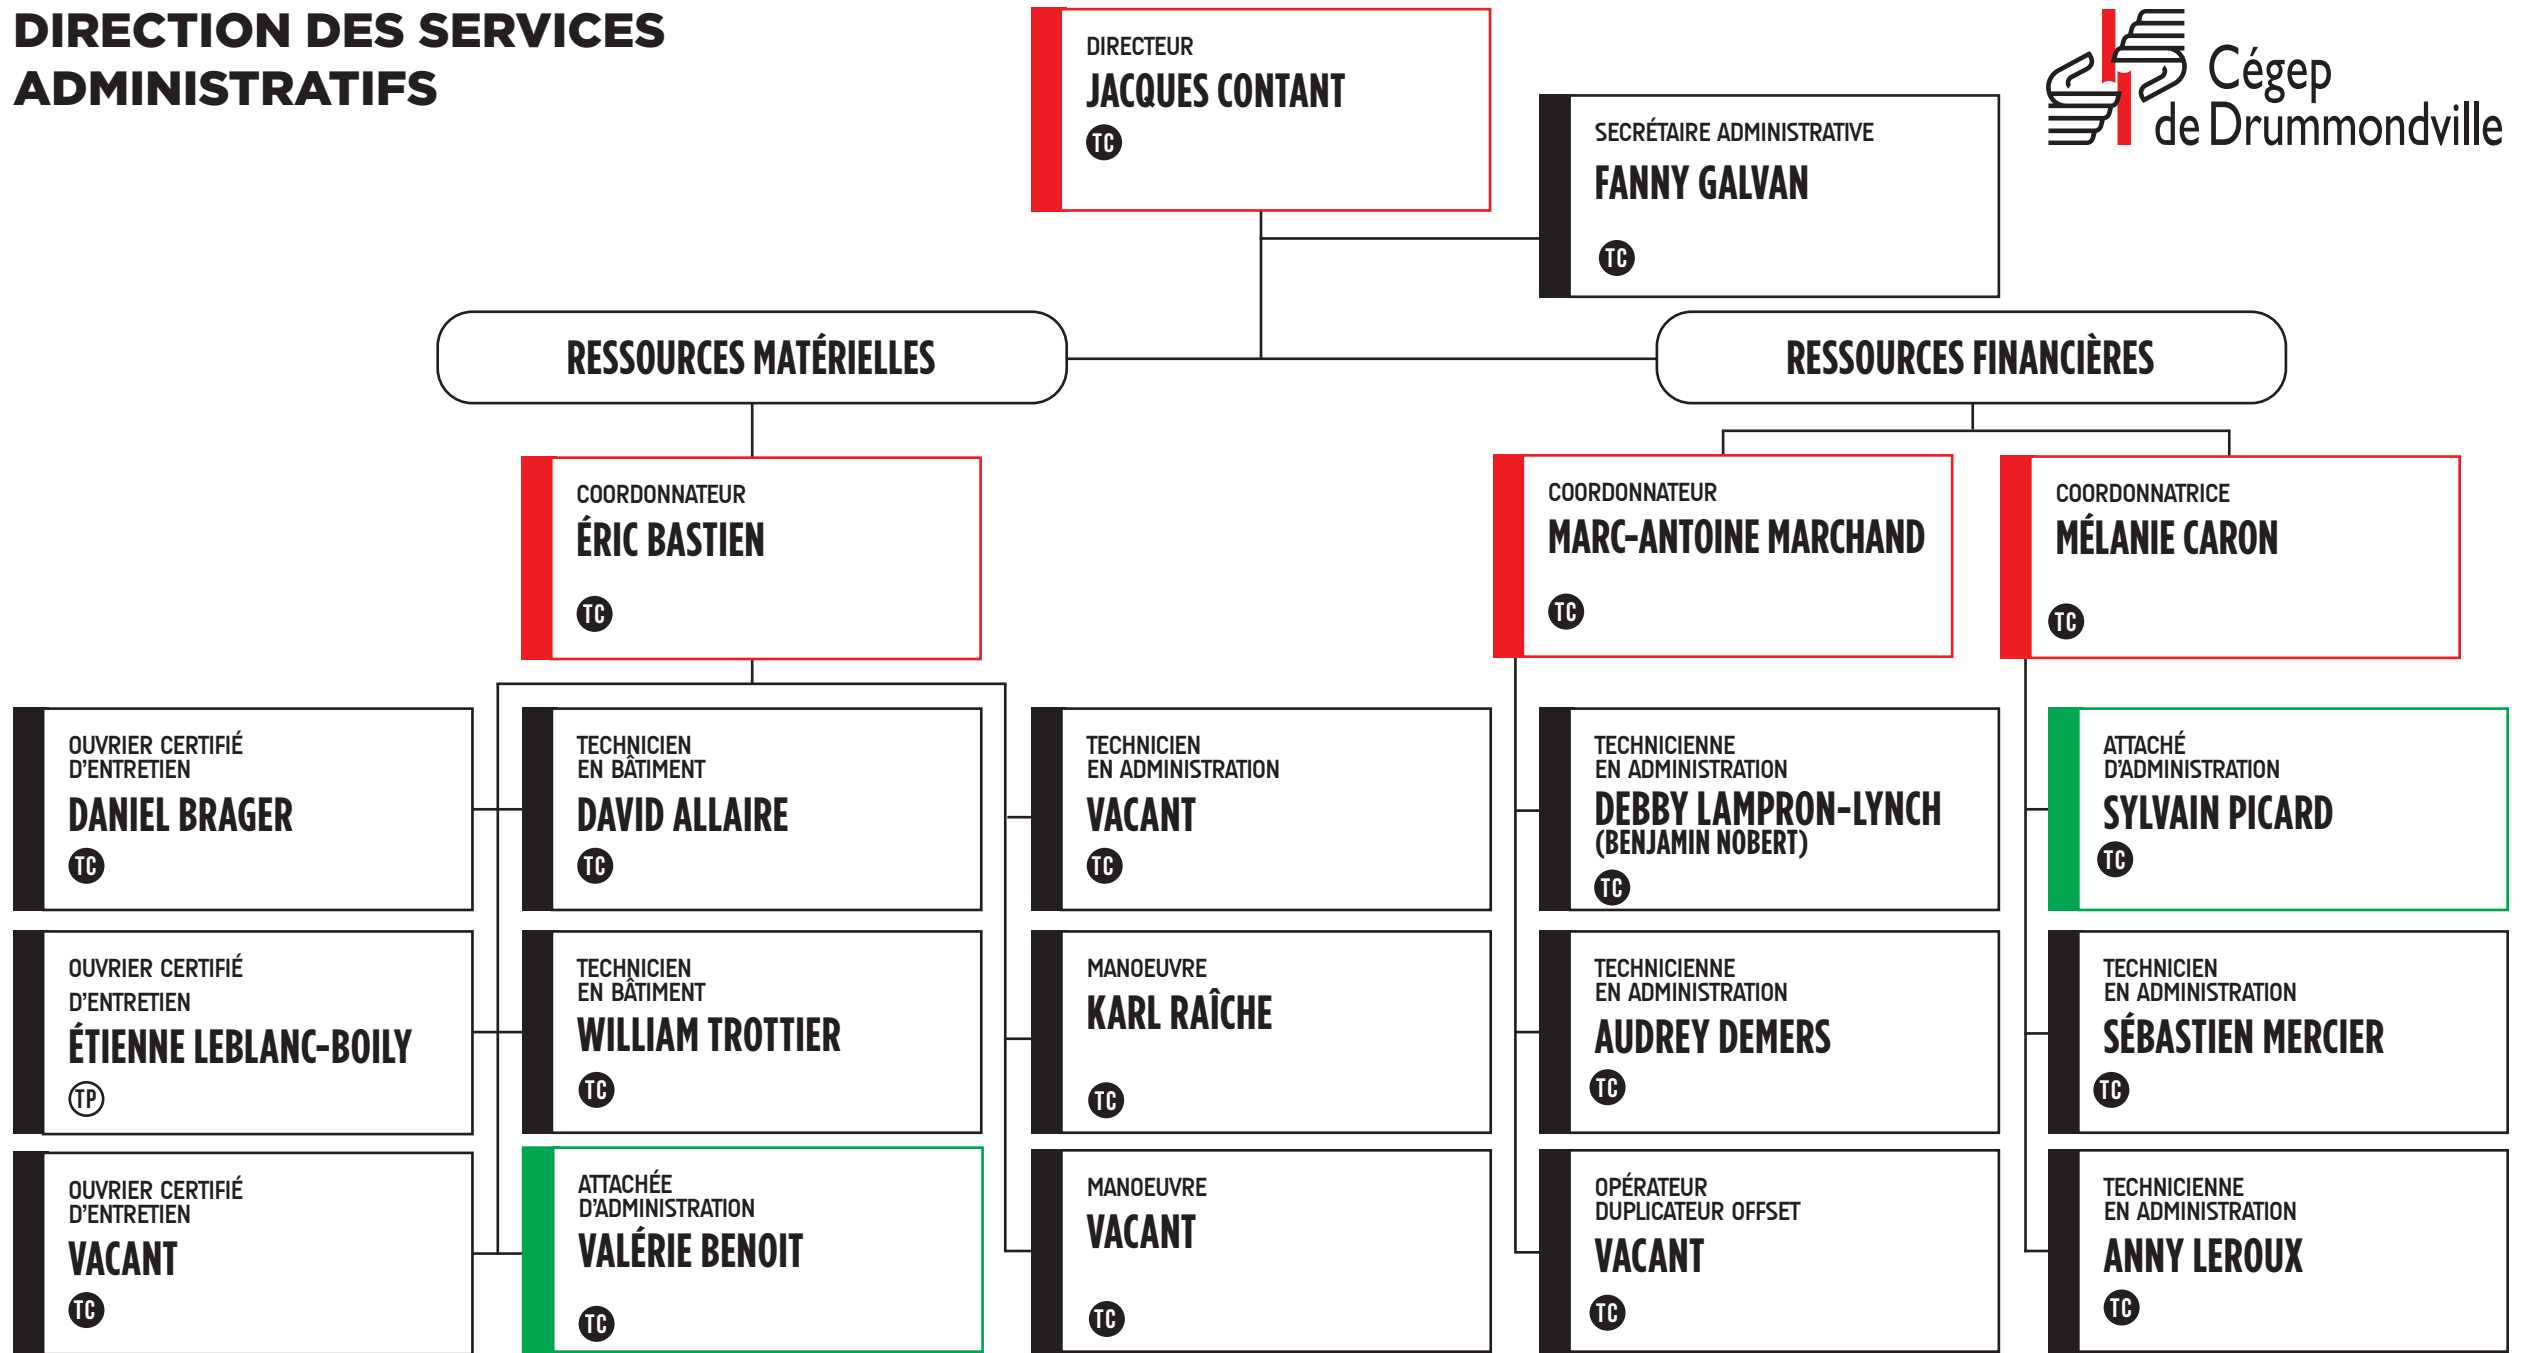 DIRECTION DES SERVICES
ADMINISTRATIFS
DIRECTEUR
JACQUES CONTANT
TC
SECRÉTAIRE ADMINISTRATIVE
FANNY GALVAN
TC
Cégep
de Drummondville
RESSOURCES MATÉRIELLES
RESSOURCES FINANCIÈRES
COORDONNATEUR
ÉRIC BASTIEN
TC
COORDONNATEUR
MARC-ANTOINE MARCHAND
TC
COORDONNATRICE
MÉLANIE CARON
TC
OUVRIER CERTIFIÉ
D'ENTRETIEN
DANIEL BRAGER
TC
TECHNICIEN
EN BÂTIMENT
DAVID ALLAIRE
TC
TECHNICIEN
EN ADMINISTRATION
VACANT
TC
TECHNICIENNE
EN ADMINISTRATION
DEBBY LAMPRON-LYNCH
(BENJAMIN NOBERT)
TC
ATTACHÉ
D'ADMINISTRATION
SYLVAIN PICARD
TC
OUVRIER CERTIFIÉ
D'ENTRETIEN
ÉTIENNE LEBLANC-BOILY
TP
TECHNICIEN
EN BÂTIMENT
WILLIAM TROTTIER
TC
MANOEUVRE
KARL RAÎCHE
TC
TECHNICIENNE
EN ADMINISTRATION
AUDREY DEMERS
TC
TECHNICIEN
EN ADMINISTRATION
SÉBASTIEN MERCIER
TC
OUVRIER CERTIFIÉ
D'ENTRETIEN
VACANT
TC
ATTACHÉE
D'ADMINISTRATION
VALÉRIE BENOIT
TC
MANOEUVRE
VACANT
TC
OPÉRATEUR
DUPLICATEUR OFFSET
VACANT
TC
TECHNICIENNE
EN ADMINISTRATION
ANNY LEROUX
TC